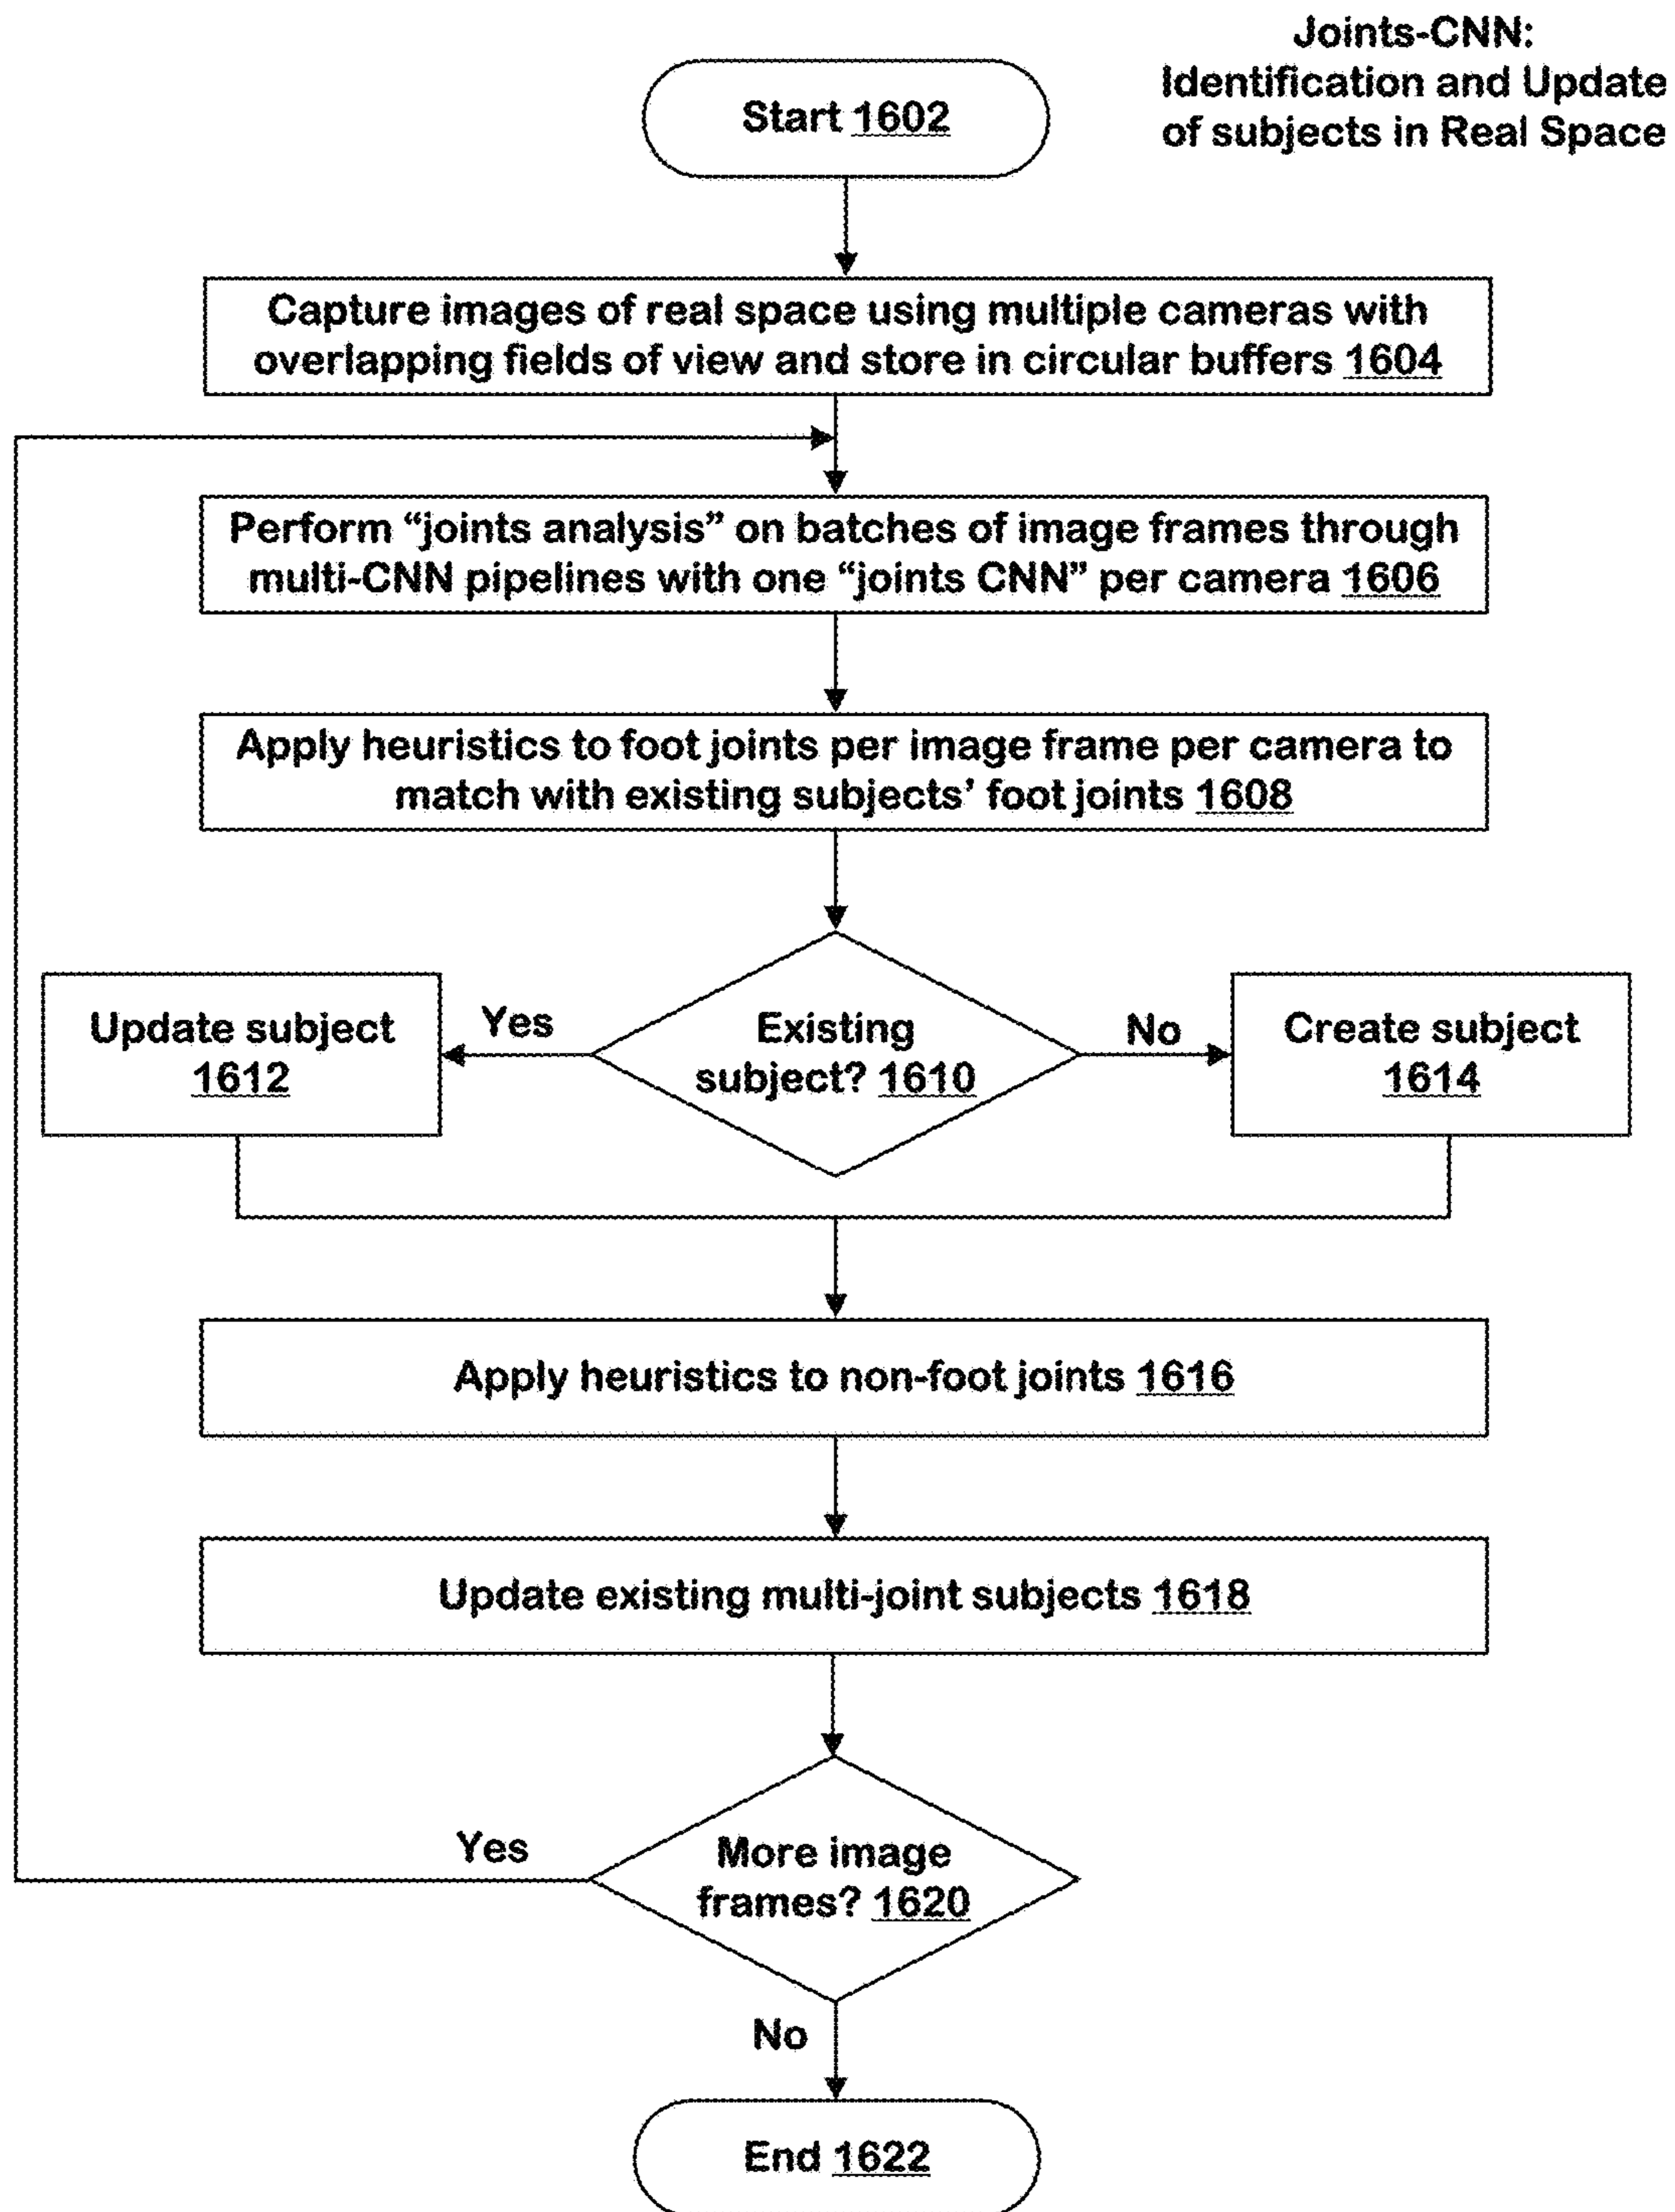 Joints-CNN:
Identification and Update
of subjects in Real Space
Start 1602
Capture images of real space using multiple cameras with
overlapping fields of view and store in circular buffers 1604
Perform “joints analysis” on batches of image frames through
multi-CNN pipelines with one “joints CNN” per camera 1606
Apply heuristics to foot joints per image frame per camera to
match with existing subjects’ foot joints 1608
Existing
subject? 1610
Yes
Update subject
1612
No
Create subject
1614
Apply heuristics to non-foot joints 1616
Update existing multi-joint subjects 1618
More image
frames? 1620
Yes
No
End 1622